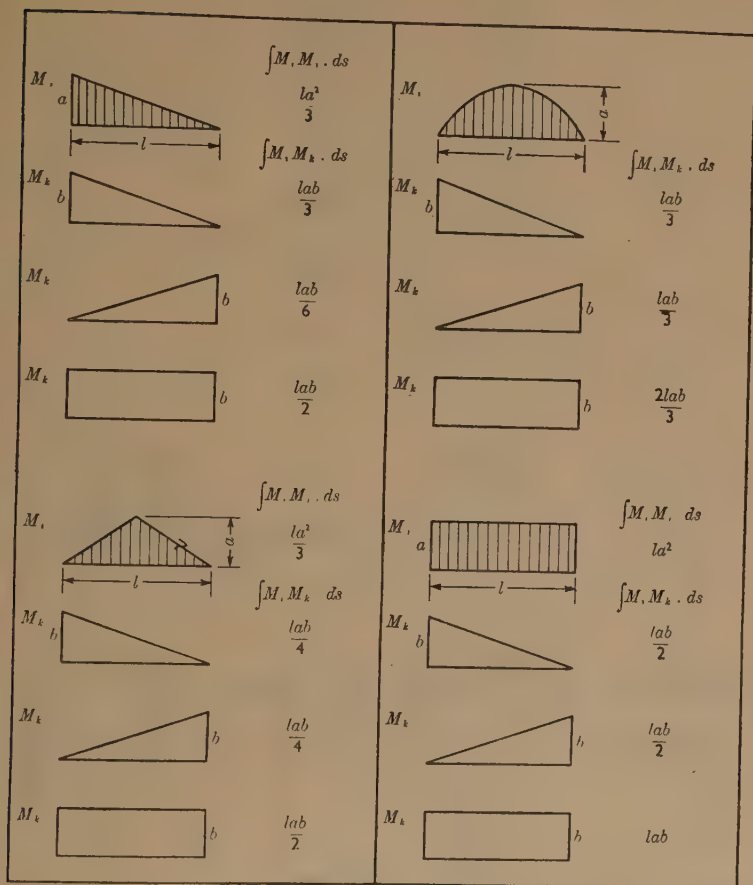 ∫M, M, . ds
M, a
la²
3
l
∫M, M_k . ds
M_k b
lab
3
M_k b
lab
6
M_k b
lab
2
M,
a
l
∫M, M_k . ds
M_k b
lab
3
M_k b
lab
3
M_k b
2lab
3
∫M, M, . ds
M,
a
la²
3
l
∫M, M_k ds
M_k b
lab
4
M_k b
lab
4
M_k b
lab
2
∫M, M, ds
M, a
la²
l
∫M, M_k . ds
M_k b
lab
2
M_k b
lab
2
M_k b
lab